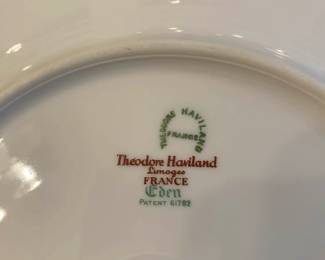 THEODORE HAVILAND
FRANCE
Theodore Haviland
Limoges
FRANCE
Eden
PATENT 61782